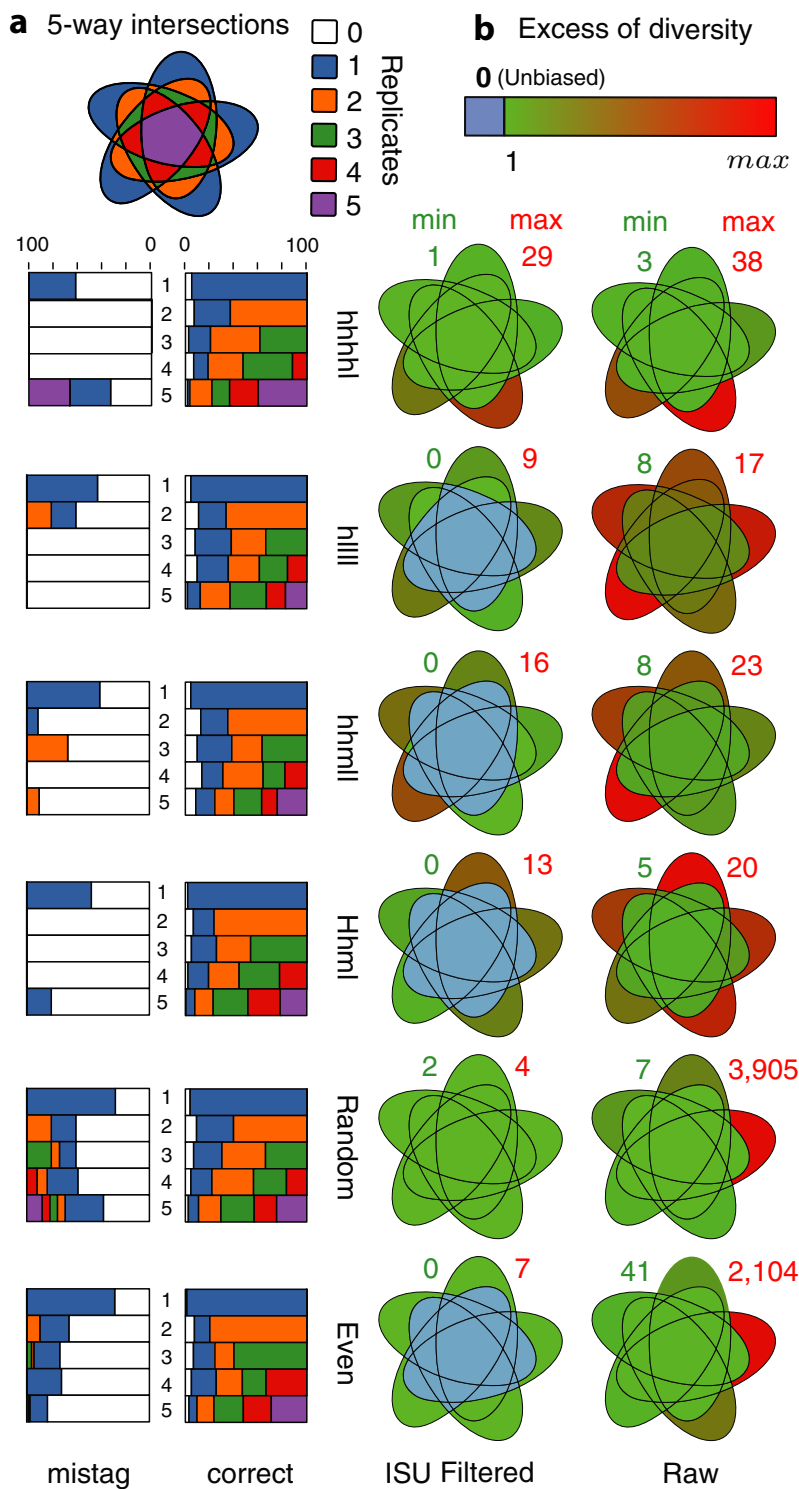 a 5-way intersections
0
1
2
3
4
5
Replicates
b Excess of diversity
0 (Unbiased)
1 max
100 0 0 100
min max min max
1 29 3 38
1
2
3
4
5
hhhhl
0 9 8 17
1
2
3
4
5
hllll
0 16 8 23
1
2
3
4
5
hhmll
0 13 5 20
1
2
3
4
5
Hhml
2 4 7 3,905
1
2
3
4
5
Random
0 7 41 2,104
1
2
3
4
5
Even
mistag correct ISU Filtered Raw